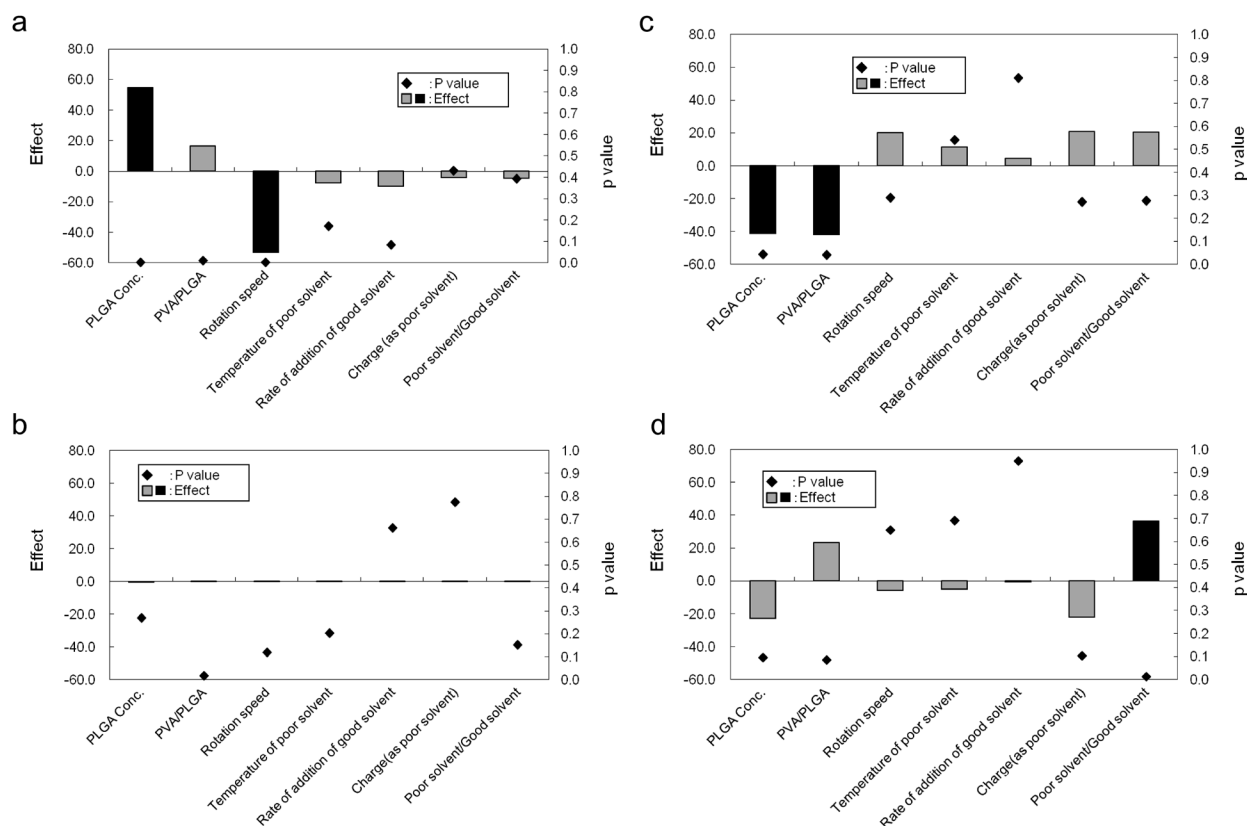 a
80.0
60.0
40.0
20.0
0.0
-20.0
-40.0
-60.0
Effect
1.0
0.9
0.8
0.7
0.6
0.5
0.4
0.3
0.2
0.1
0.0
p value
: P value
: Effect
PLGA Conc.
PVA/PLGA
Rotation speed
Temperature of poor solvent
Rate of addition of good solvent
Charge (as poor solvent)
Poor solvent/Good solvent
b
80.0
60.0
40.0
20.0
0.0
-20.0
-40.0
-60.0
Effect
1.0
0.9
0.8
0.7
0.6
0.5
0.4
0.3
0.2
0.1
0.0
p value
: P value
: Effect
PLGA Conc.
PVA/PLGA
Rotation speed
Temperature of poor solvent
Rate of addition of good solvent
Charge(as poor solvent)
Poor solvent/Good solvent
c
80.0
60.0
40.0
20.0
0.0
-20.0
-40.0
-60.0
Effect
1.0
0.9
0.8
0.7
0.6
0.5
0.4
0.3
0.2
0.1
0.0
p value
: P value
: Effect
PLGA Conc.
PVA/PLGA
Rotation speed
Temperature of poor solvent
Rate of addition of good solvent
Charge(as poor solvent)
Poor solvent/Good solvent
d
80.0
60.0
40.0
20.0
0.0
-20.0
-40.0
-60.0
Effect
1.0
0.9
0.8
0.7
0.6
0.5
0.4
0.3
0.2
0.1
0.0
p value
: P value
: Effect
PLGA Conc.
PVA/PLGA
Rotation speed
Temperature of poor solvent
Rate of addition of good solvent
Charge(as poor solvent)
Poor solvent/Good solvent